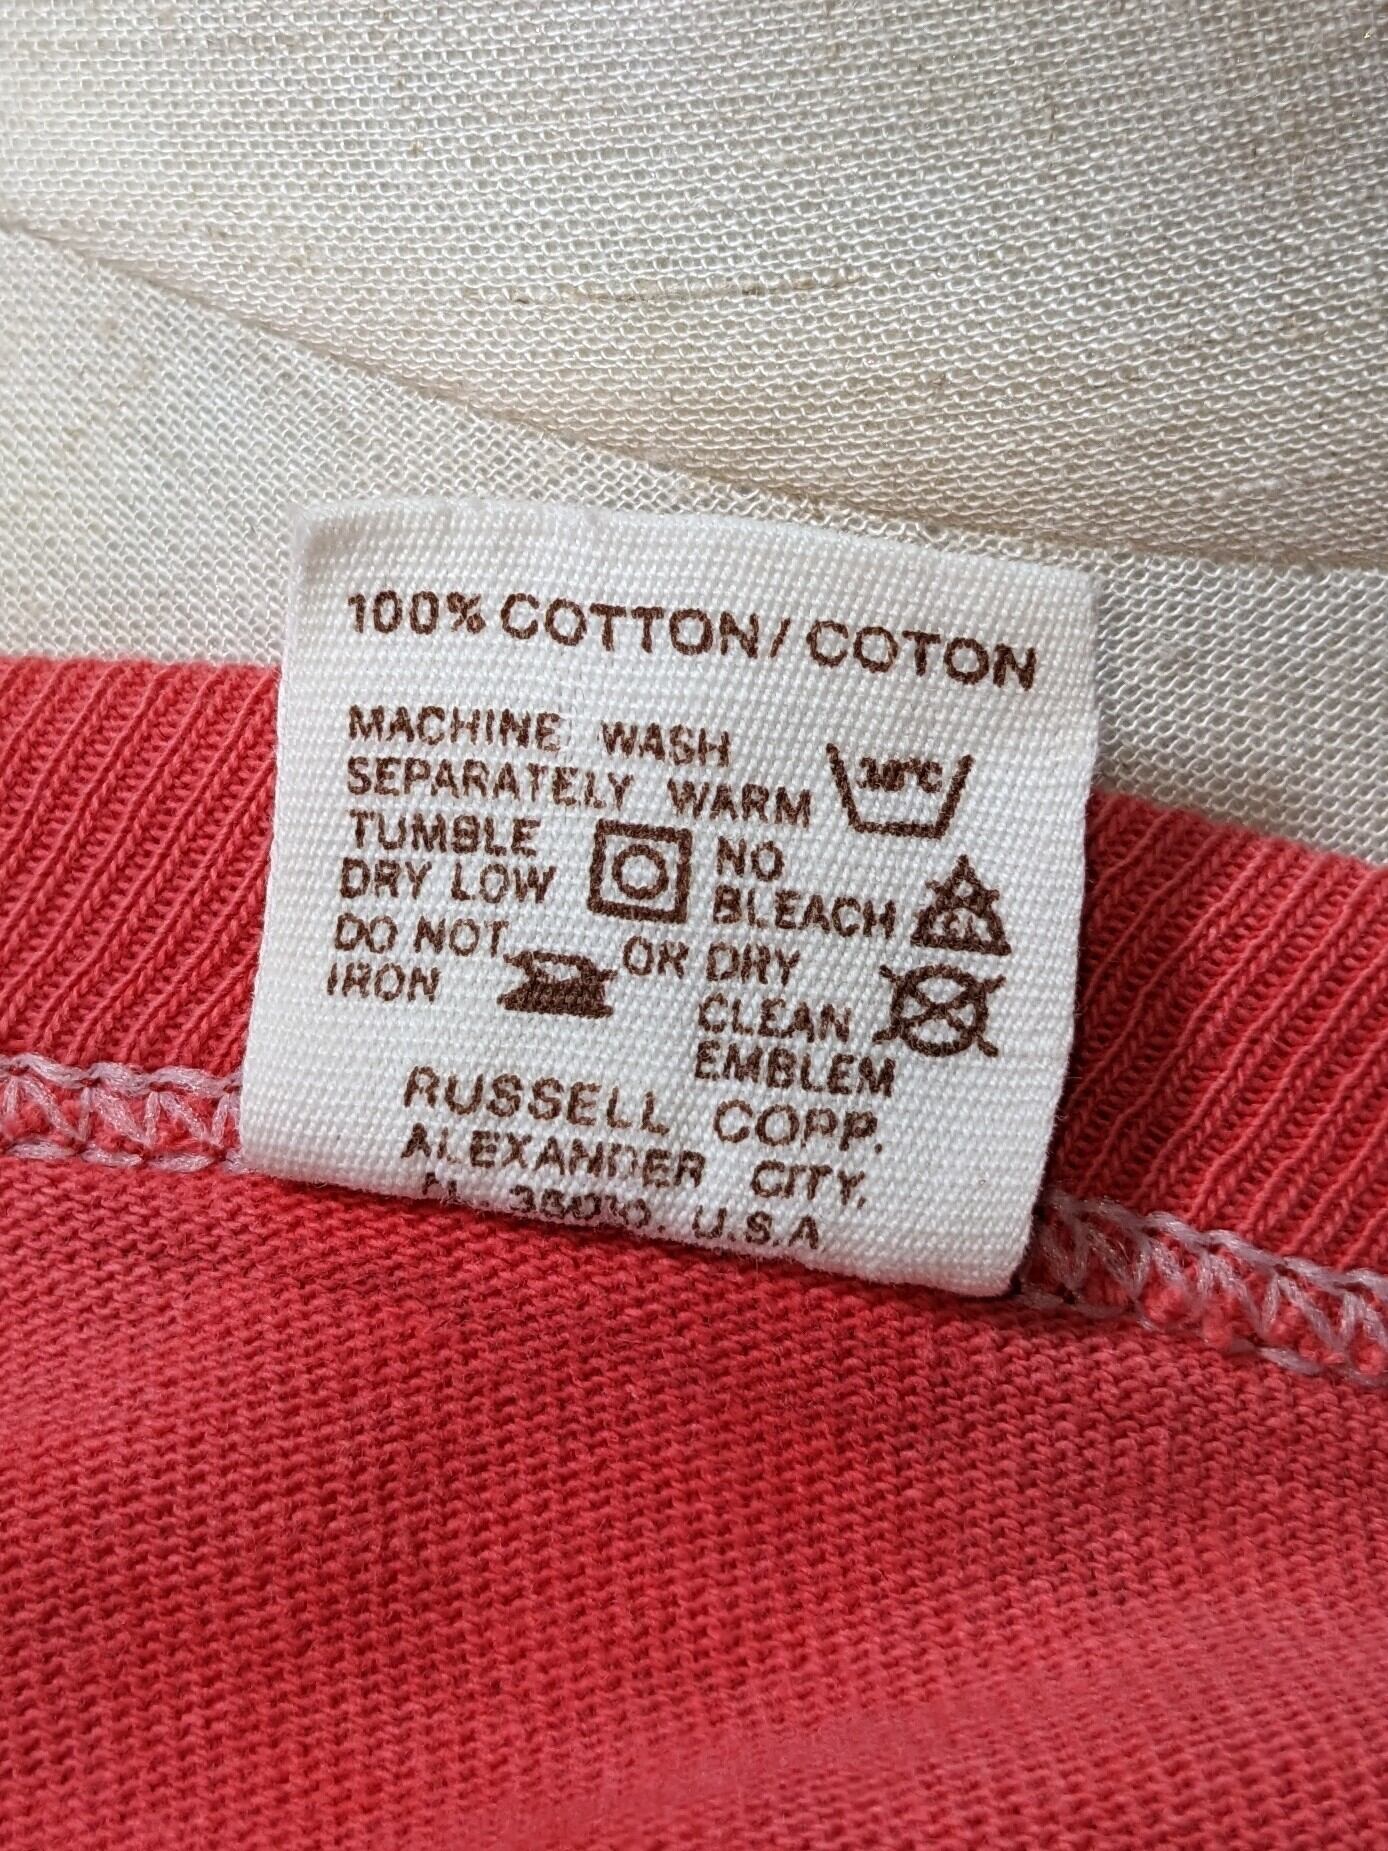 100% COTTON/COTON
MACHINE WASH
SEPARATELY WARM
TUMBLE
DRY LOW
NO
BLEACH
DO NOT
IRON
OR DRY
CLEAN
EMBLEM
RUSSELL CORP.
ALEXANDER CITY,
U.S.A